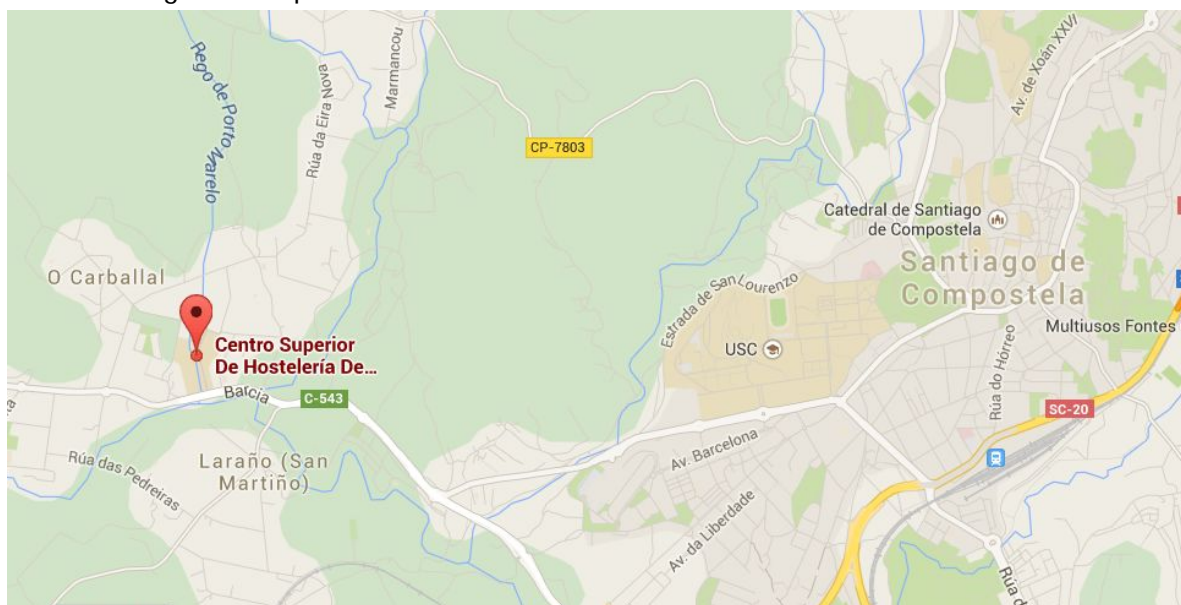 Rego de Porto Marelo
Rúa da Eira Nova
Marmancou
CP-7803
Av. de Xoán XXVI
Catedral de Santiago
de Compostela
Santiago de
Compostela
O Carballal
Estrada de San Lourenzo
USC
Multiusos Fontes
Centro Superior
De Hostelería De...
Barcia
C-543
Rúa do Hórreo
SC-20
Av. Barcelona
Laraño (San
Martiño)
Rúa das Pedreiras
Av. da Liberdade
Rúa d